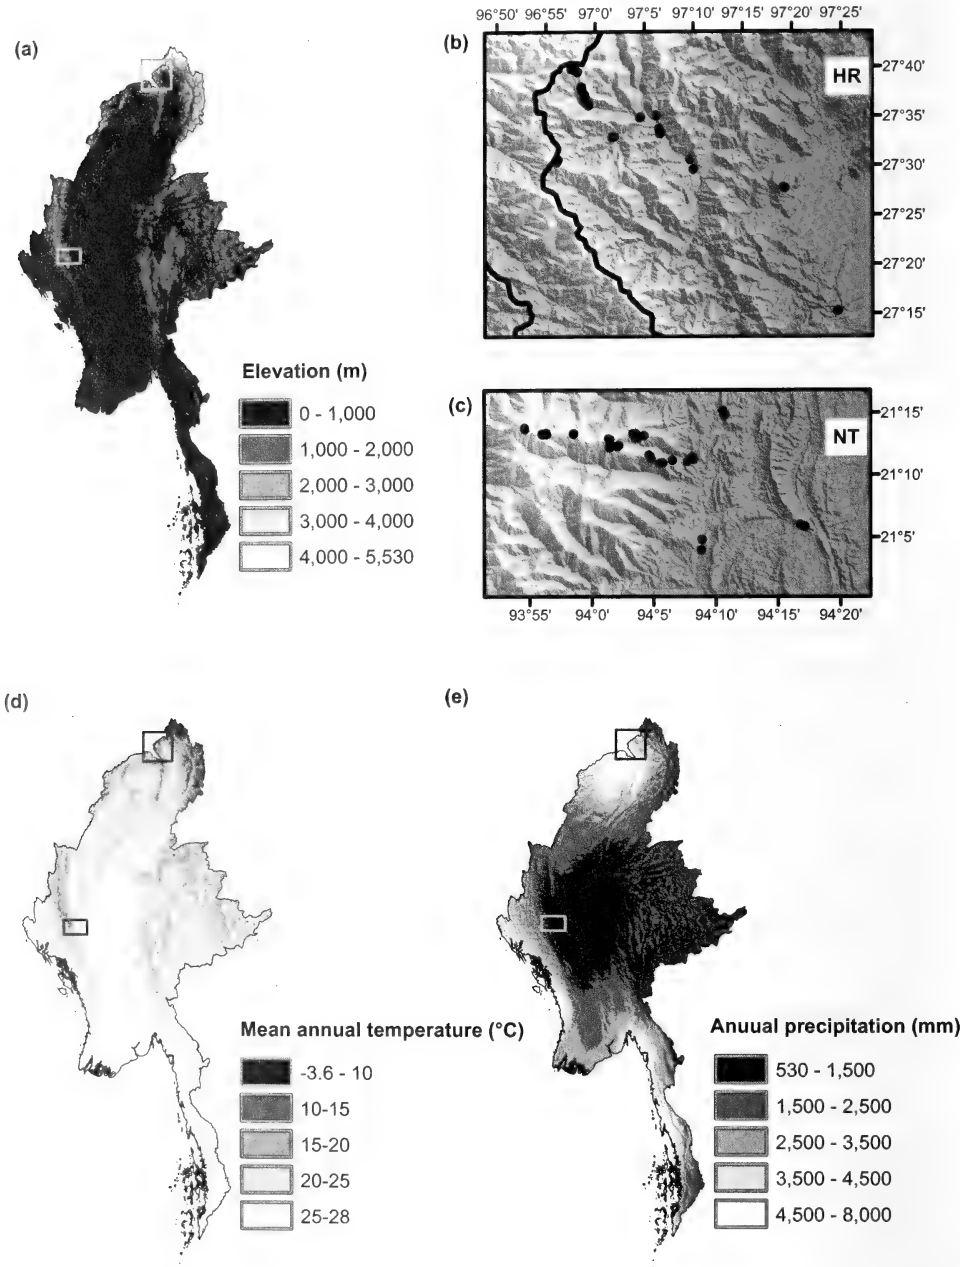 (a)
Elevation (m)
0 - 1,000
1,000 - 2,000
2,000 - 3,000
3,000 - 4,000
4,000 - 5,530
96°50' 96°55' 97°0' 97°5' 97°10' 97°15' 97°20' 97°25'
(b)
HR
27°40'
27°35'
27°30'
27°25'
27°20'
27°15'
(c)
NT
21°15'
21°10'
21°5'
93°55' 94°0' 94°5' 94°10' 94°15' 94°20'
(d)
Mean annual temperature (°C)
-3.6 - 10
10-15
15-20
20-25
25-28
(e)
Anuual precipitation (mm)
530 - 1,500
1,500 - 2,500
2,500 - 3,500
3,500 - 4,500
4,500 - 8,000